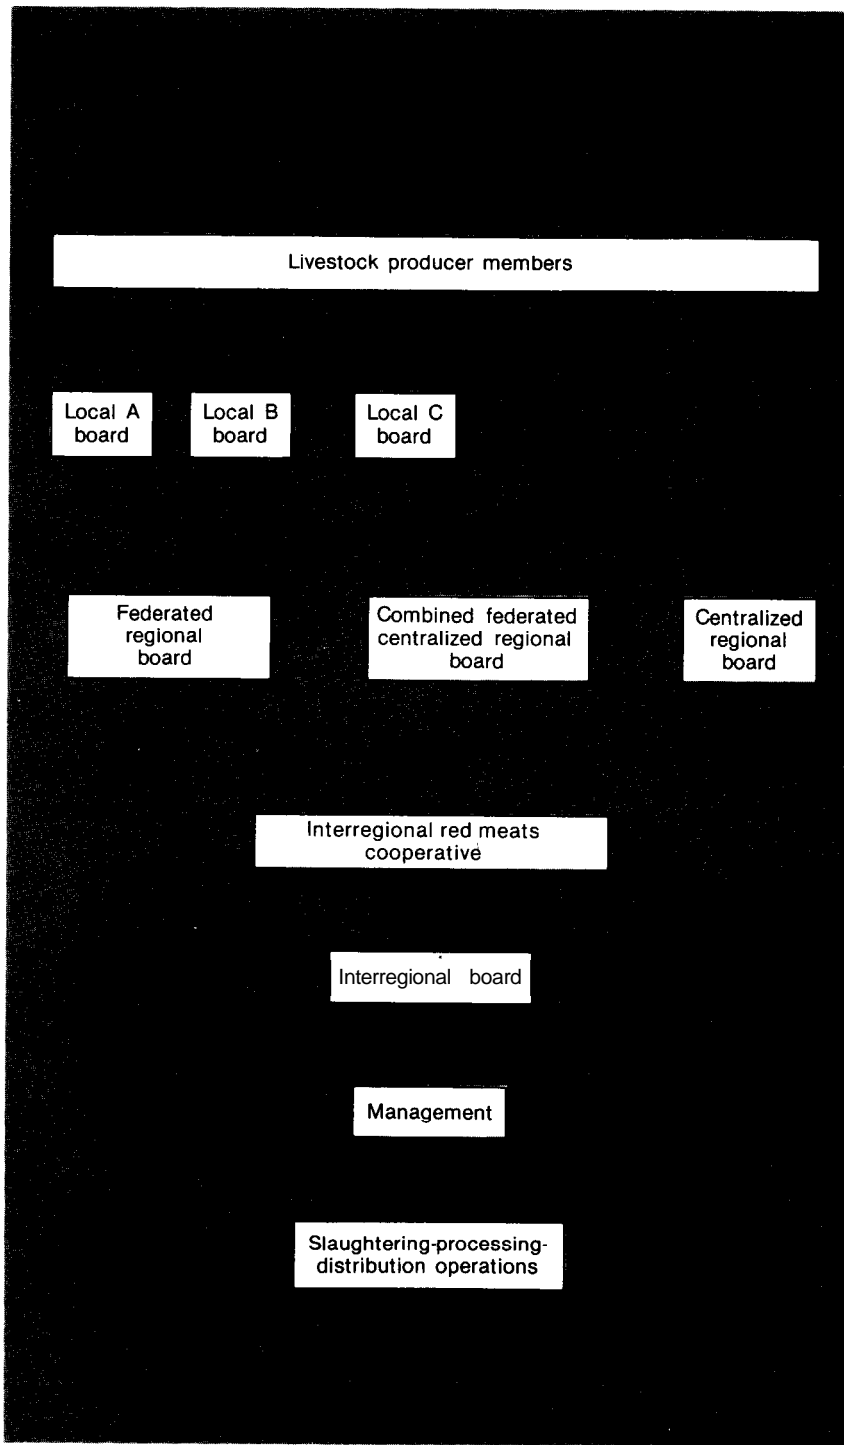 Livestock producer members
Local A
board
Local B
board
Local C
board
Federated
regional
board
Combined federated
centralized regional
board
Centralized
regional
board
Interregional red meats
cooperative
Interregional board
Management
Slaughtering-processing-
distribution operations